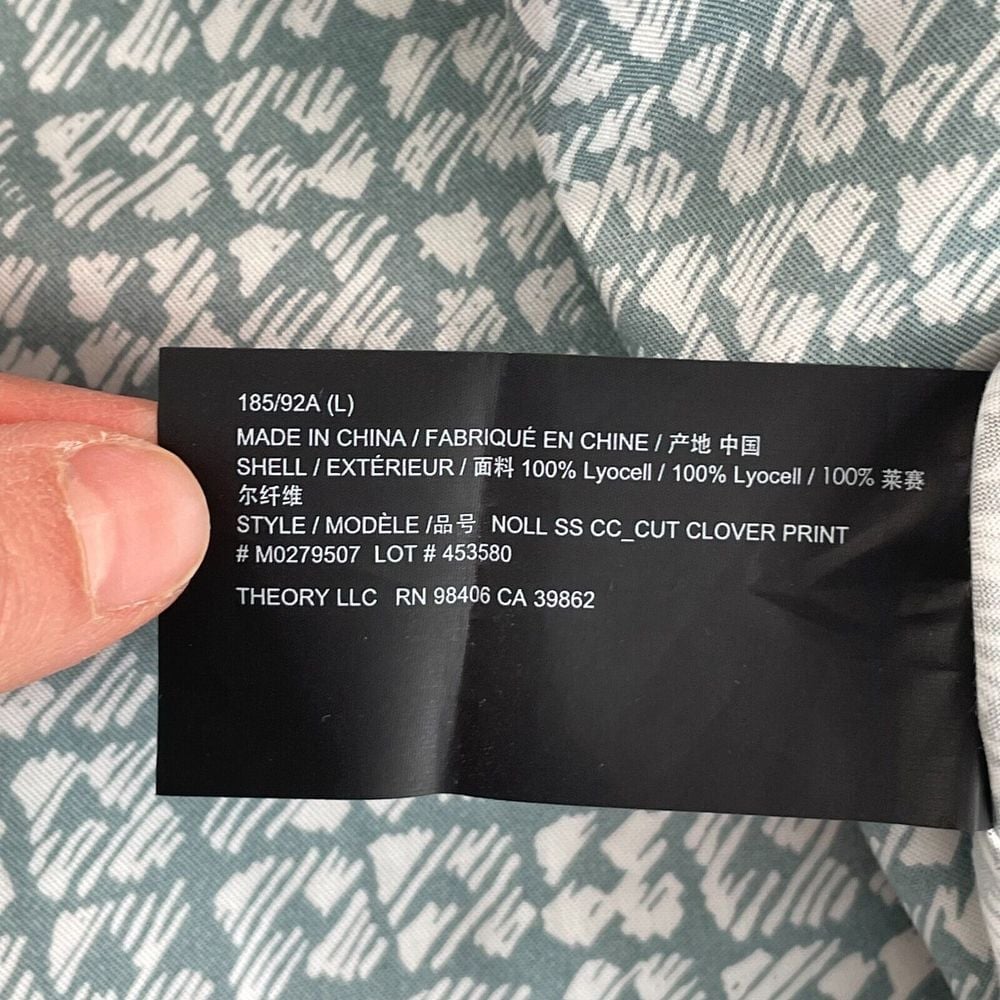 185/92A (L)
MADE IN CHINA / FABRIQUÉ EN CHINE / 产地 中国
SHELL / EXTÉRIEUR / 面料 100% Lyocell / 100% Lyocell / 100% 莱赛
尔纤维
STYLE / MODÈLE /品号 NOLL SS CC_CUT CLOVER PRINT
# M0279507 LOT # 453580
THEORY LLC RN 98406 CA 39862